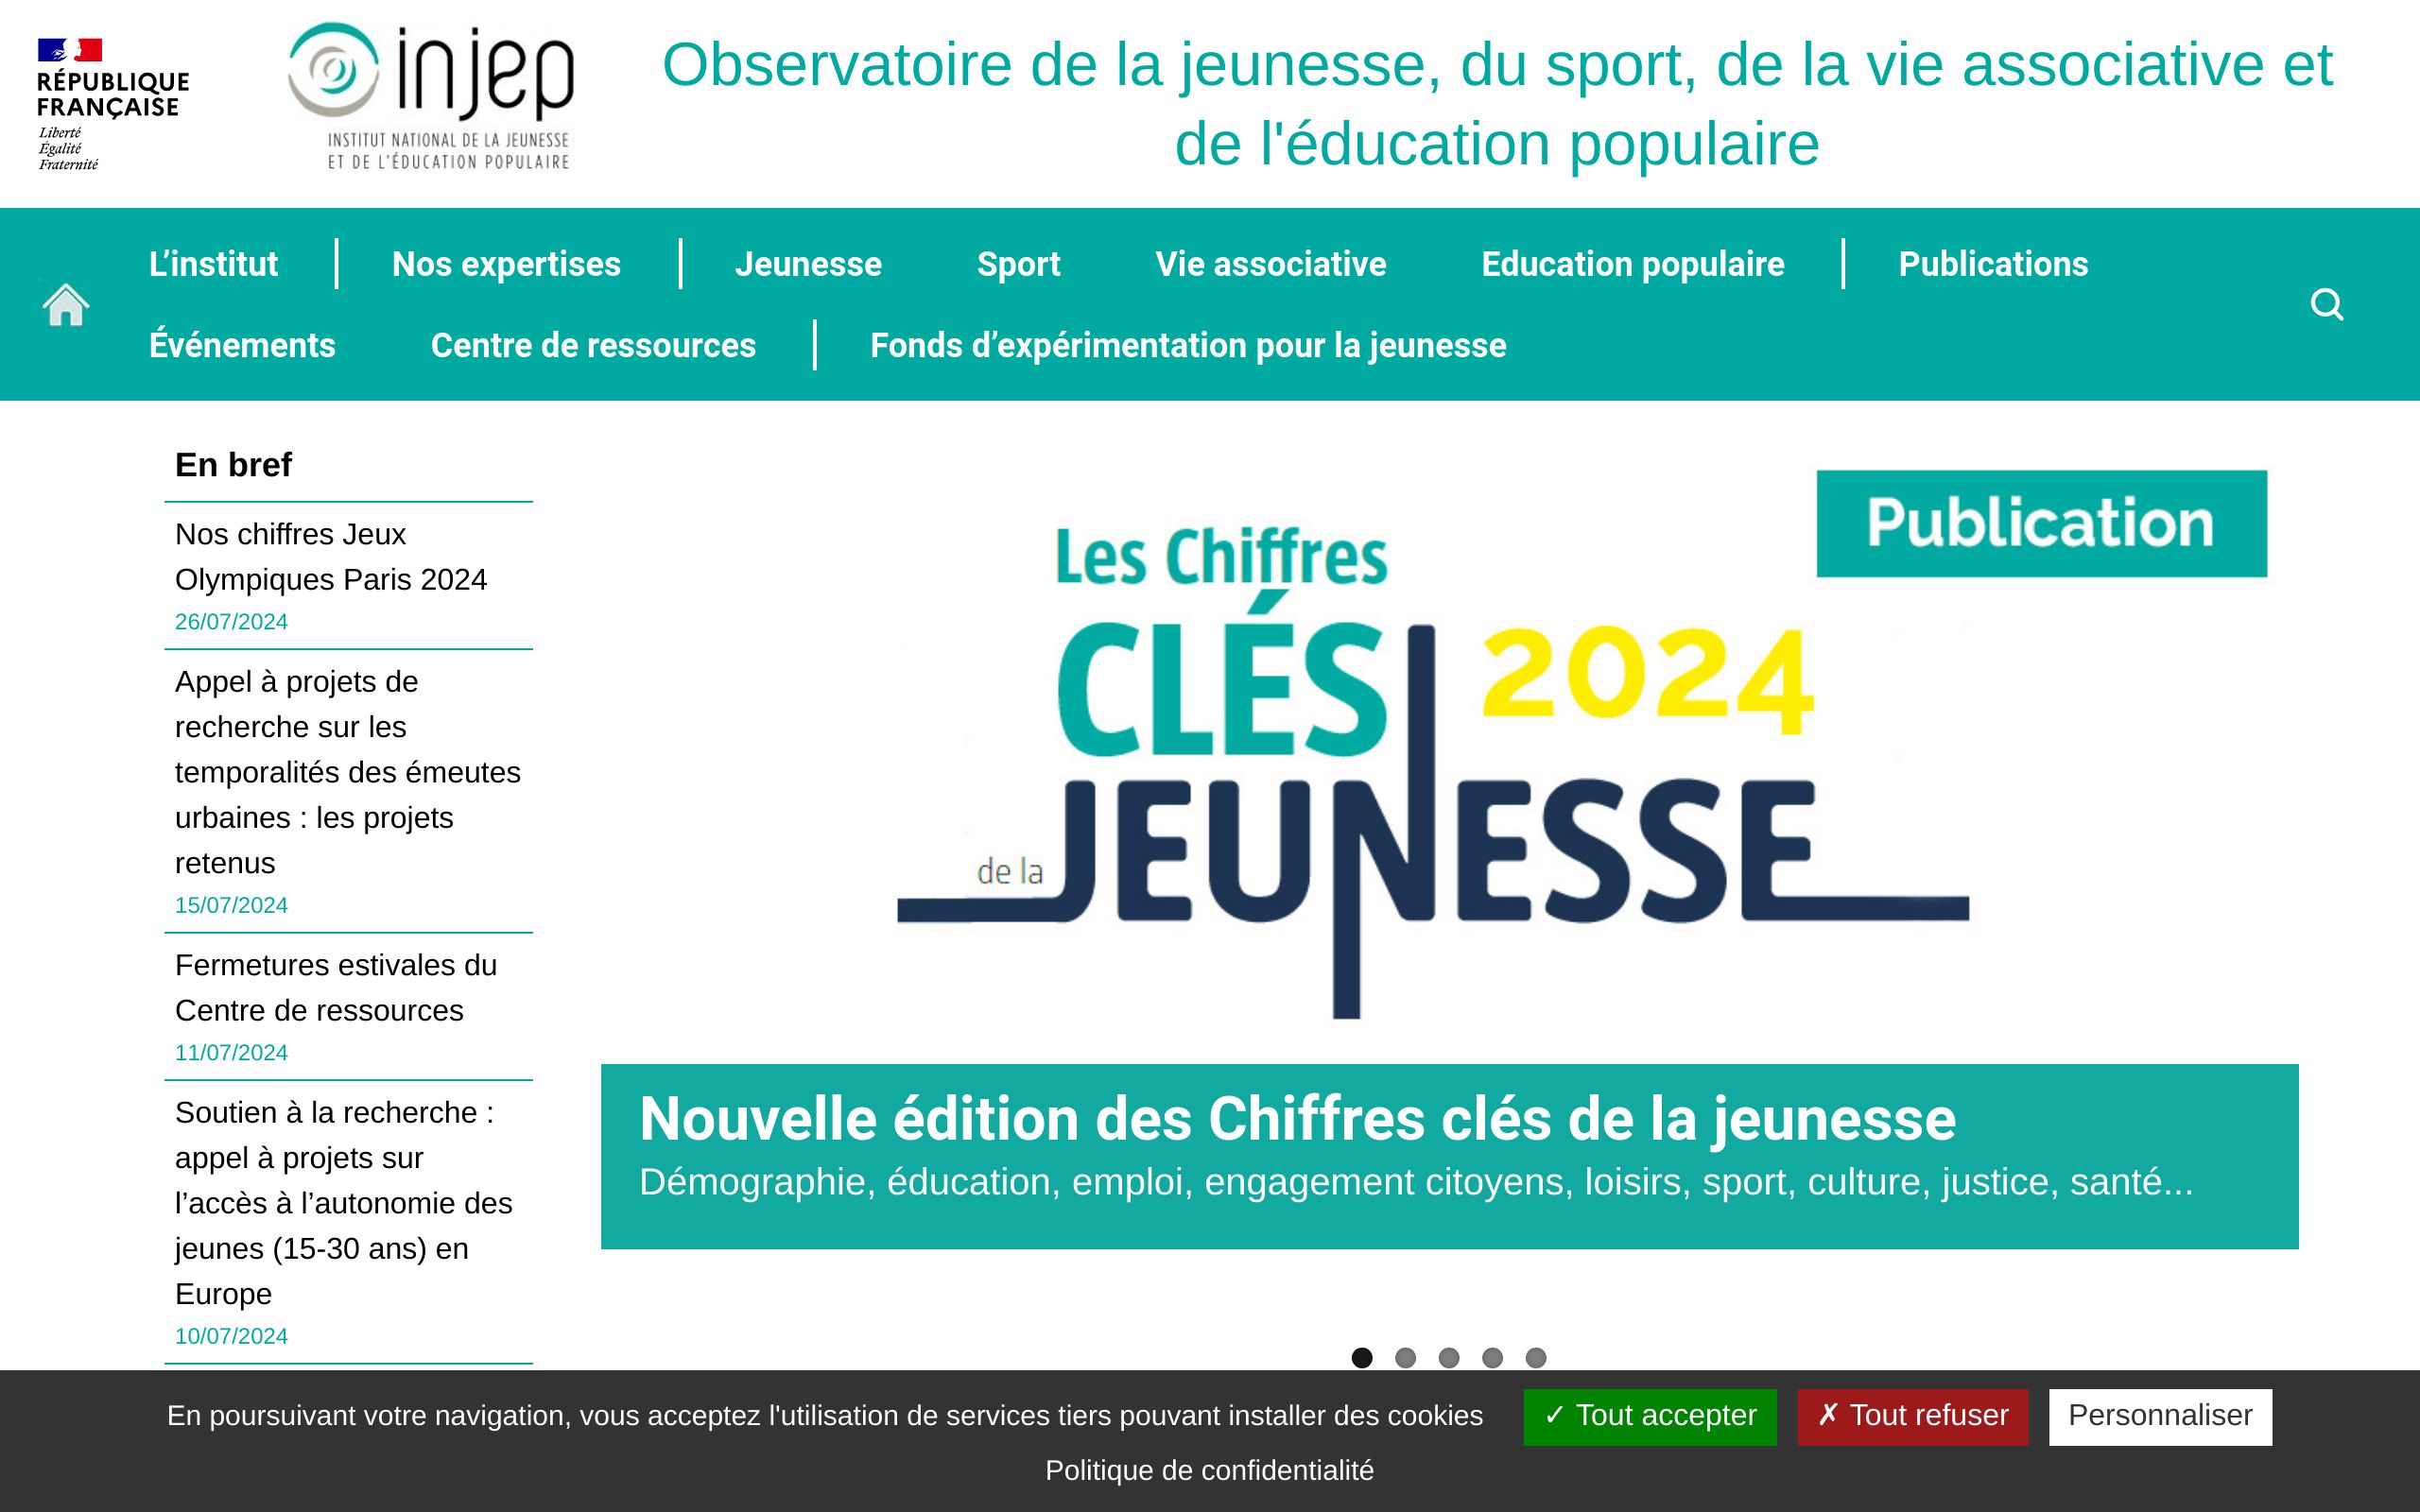 RÉPUBLIQUE
FRANÇAISE
Liberté
Égalité
Fraternité
injep
INSTITUT NATIONAL DE LA JEUNESSE
ET DE L'ÉDUCATION POPULAIRE
Observatoire de la jeunesse, du sport, de la vie associative et
de l'éducation populaire
L’institut Nos expertises Jeunesse Sport Vie associative Education populaire Publications
Événements Centre de ressources Fonds d’expérimentation pour la jeunesse
En bref
Nos chiffres Jeux
Olympiques Paris 2024
26/07/2024
Appel à projets de
recherche sur les
temporalités des émeutes
urbaines : les projets
retenus
15/07/2024
Fermetures estivales du
Centre de ressources
11/07/2024
Soutien à la recherche :
appel à projets sur
l’accès à l’autonomie des
jeunes (15-30 ans) en
Europe
10/07/2024
Publication
Les Chiffres
CLÉS 2024
de la JEUNESSE
Nouvelle édition des Chiffres clés de la jeunesse
Démographie, éducation, emploi, engagement citoyens, loisirs, sport, culture, justice, santé...
En poursuivant votre navigation, vous acceptez l'utilisation de services tiers pouvant installer des cookies ✓ Tout accepter ✗ Tout refuser Personnaliser
Politique de confidentialité